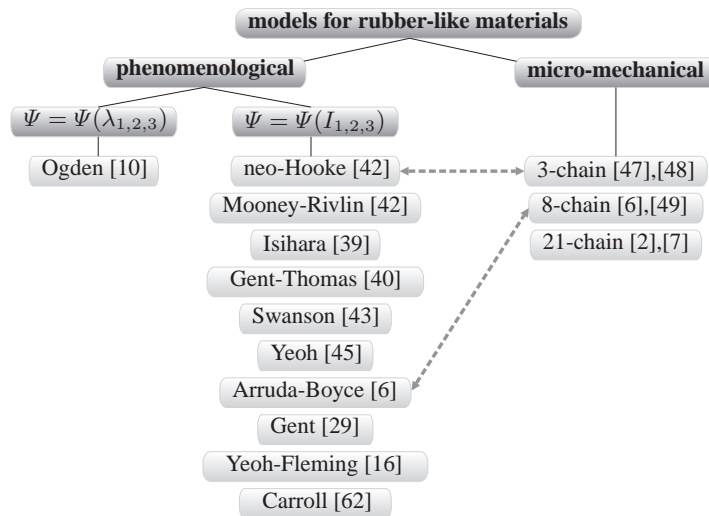 models for rubber-like materials
phenomenological
micro-mechanical
Ψ = Ψ(λ1,2,3)
Ψ = Ψ(I1,2,3)
Ogden [10]
neo-Hooke [42]
3-chain [47],[48]
Mooney-Rivlin [42]
8-chain [6],[49]
Isihara [39]
21-chain [2],[7]
Gent-Thomas [40]
Swanson [43]
Yeoh [45]
Arruda-Boyce [6]
Gent [29]
Yeoh-Fleming [16]
Carroll [62]